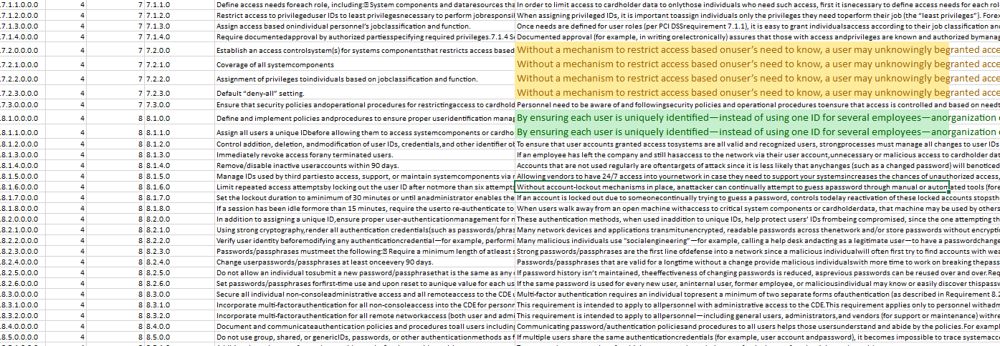 .7.1.1.0.0.0 4 7 7.1.1.0 Define access needs foreach role, including:⍰ System components and dataresources tha In order to limit access to cardholder data to onlythose individuals who need such access, first it isnecessary to define access needs for each role
.7.1.2.0.0.0 4 7 7.1.2.0 Restrict access to privilegeduser IDs to least privilegesnecessary to perform jobresponsil When assigning privileged IDs, it is important toassign individuals only the privileges they need toperform their job (the “least privileges”). Forex
.7.1.3.0.0.0 4 7 7.1.3.0 Assign access based onindividual personnel’s jobclassification and function. Once needs are defined for user roles (per PCI DSSrequirement 7.1.1), it is easy to grant individualsaccess according to their job classification and
.7.1.4.0.0.0 4 7 7.1.4.0 Require documentedapproval by authorized partiesspecifying required privileges.7.1.4 Se Documented approval (for example, in writing orelectronically) assures that those with access andprivileges are known and authorized bymanag
.7.2.0.0.0.0 4 7 7.2.0.0 Establish an access controlsystem(s) for systems componentsthat restricts access based Without a mechanism to restrict access based onuser’s need to know, a user may unknowingly begranted acce
.7.2.1.0.0.0 4 7 7.2.1.0 Coverage of all systemcomponents Without a mechanism to restrict access based onuser’s need to know, a user may unknowingly begranted acce
.7.2.2.0.0.0 4 7 7.2.2.0 Assignment of privileges toindividuals based on jobclassification and function. Without a mechanism to restrict access based onuser’s need to know, a user may unknowingly begranted acce
.7.2.3.0.0.0 4 7 7.2.3.0 Default “deny-all” setting. Without a mechanism to restrict access based onuser’s need to know, a user may unknowingly begranted acce
.7.3.0.0.0.0 4 7 7.3.0.0 Ensure that security policies andoperational procedures for restrictingaccess to cardhold Personnel need to be aware of and followingsecurity policies and operational procedures toensure that access is controlled and based on need t
.8.1.0.0.0.0 4 8 8.1.0.0 Define and implement policies andprocedures to ensure proper useridentification mana By ensuring each user is uniquely identified—instead of using one ID for several employees—anorganization c
.8.1.1.0.0.0 4 8 8.1.1.0 Assign all users a unique IDbefore allowing them to access systemcomponents or cardho By ensuring each user is uniquely identified—instead of using one ID for several employees—anorganization c
.8.1.2.0.0.0 4 8 8.1.2.0 Control addition, deletion, andmodification of user IDs, credentials,and other identifier ob To ensure that user accounts granted access tosystems are all valid and recognized users, strongprocesses must manage all changes to user IDs
.8.1.3.0.0.0 4 8 8.1.3.0 Immediately revoke access forany terminated users. If an employee has left the company and still hasaccess to the network via their user account,unnecessary or malicious access to cardholder dat
.8.1.4.0.0.0 4 8 8.1.4.0 Remove/disable inactive useraccounts within 90 days. Accounts that are not used regularly are oftentargets of attack since it is less likely that anychanges (such as a changed password) will benoticed
.8.1.5.0.0.0 4 8 8.1.5.0 Manage IDs used by third partiesto access, support, or maintain systemcomponents via r Allowing vendors to have 24/7 access into yournetwork in case they need to support your systemsincreases the chances of unauthorized access,
.8.1.6.0.0.0 4 8 8.1.6.0 Limit repeated access attemptsby locking out the user ID after notmore than six attempts Without account-lockout mechanisms in place, anattacker can continually attempt to guess apassword through manual or automated tools (fore
.8.1.7.0.0.0 4 8 8.1.7.0 Set the lockout duration to aminimum of 30 minutes or until anadministrator enables the If an account is locked out due to someonecontinually trying to guess a password, controls todelay reactivation of these locked accounts stopsth
.8.1.8.0.0.0 4 8 8.1.8.0 If a session has been idle formore than 15 minutes, require the userto re-authenticate to When users walk away from an open machine withaccess to critical system components or cardholderdata, that machine may be used by others
.8.2.0.0.0.0 4 8 8.2.0.0 In addition to assigning a unique ID,ensure proper user-authenticationmanagement for n These authentication methods, when used inaddition to unique IDs, help protect users’ IDs frombeing compromised, since the one attempting th
.8.2.1.0.0.0 4 8 8.2.1.0 Using strong cryptography,render all authentication credentials(such as passwords/phras Many network devices and applications transmitunencrypted, readable passwords across thenetwork and/or store passwords without encrypti
.8.2.2.0.0.0 4 8 8.2.2.0 Verify user identity beforemodifying any authenticationcredential—for example, performi Many malicious individuals use “socialengineering”—for example, calling a help desk andacting as a legitimate user—to have a passwordchange
.8.2.3.0.0.0 4 8 8.2.3.0 Passwords/passphrases mustmeet the following:⍰ Require a minimum length of atleast s Strong passwords/passphrases are the first line ofdefense into a network since a malicious individualwill often first try to find accounts with wea
.8.2.4.0.0.0 4 8 8.2.4.0 Change userpasswords/passphrases at least onceevery 90 days. Passwords/passphrases that are valid for a longtime without a change provide malicious individualswith more time to work on breaking thepass
.8.2.5.0.0.0 4 8 8.2.5.0 Do not allow an individual tosubmit a new password/passphrasethat is the same as any If password history isn’t maintained, theeffectiveness of changing passwords is reduced, asprevious passwords can be reused over and over.Req
.8.2.6.0.0.0 4 8 8.2.6.0 Set passwords/passphrases forfirst-time use and upon reset to aunique value for each us If the same password is used for every new user, aninternal user, former employee, or maliciousindividual may know or easily discover thispassw
.8.3.0.0.0.0 4 8 8.3.0.0 Secure all individual non-consoleadministrative access and all remoteaccess to the CDE u Multi-factor authentication requires an individual topresent a minimum of two separate forms ofauthentication (as described in Requirement 8.2
.8.3.1.0.0.0 4 8 8.3.1.0 Incorporate multi-factorauthentication for all non-consoleaccess into the CDE for personr This requirement is intended to apply to allpersonnel with administrative access to the CDE.This requirement applies only to personnel withadm
.8.3.2.0.0.0 4 8 8.3.2.0 Incorporate multi-factorauthentication for all remote networkaccess (both user and admi This requirement is intended to apply to allpersonnel—including general users, administrators,and vendors (for support or maintenance) withre
.8.4.0.0.0.0 4 8 8.4.0.0 Document and communicateauthentication policies and procedures toall users including Communicating password/authentication policiesand procedures to all users helps those usersunderstand and abide by the policies.For exampl
.8.5.0.0.0.0 4 8 8.5.0.0 Do not use group, shared, or genericIDs, passwords, or other authenticationmethods as f If multiple users share the same authenticationcredentials (for example, user account andpassword), it becomes impossible to trace systemacce